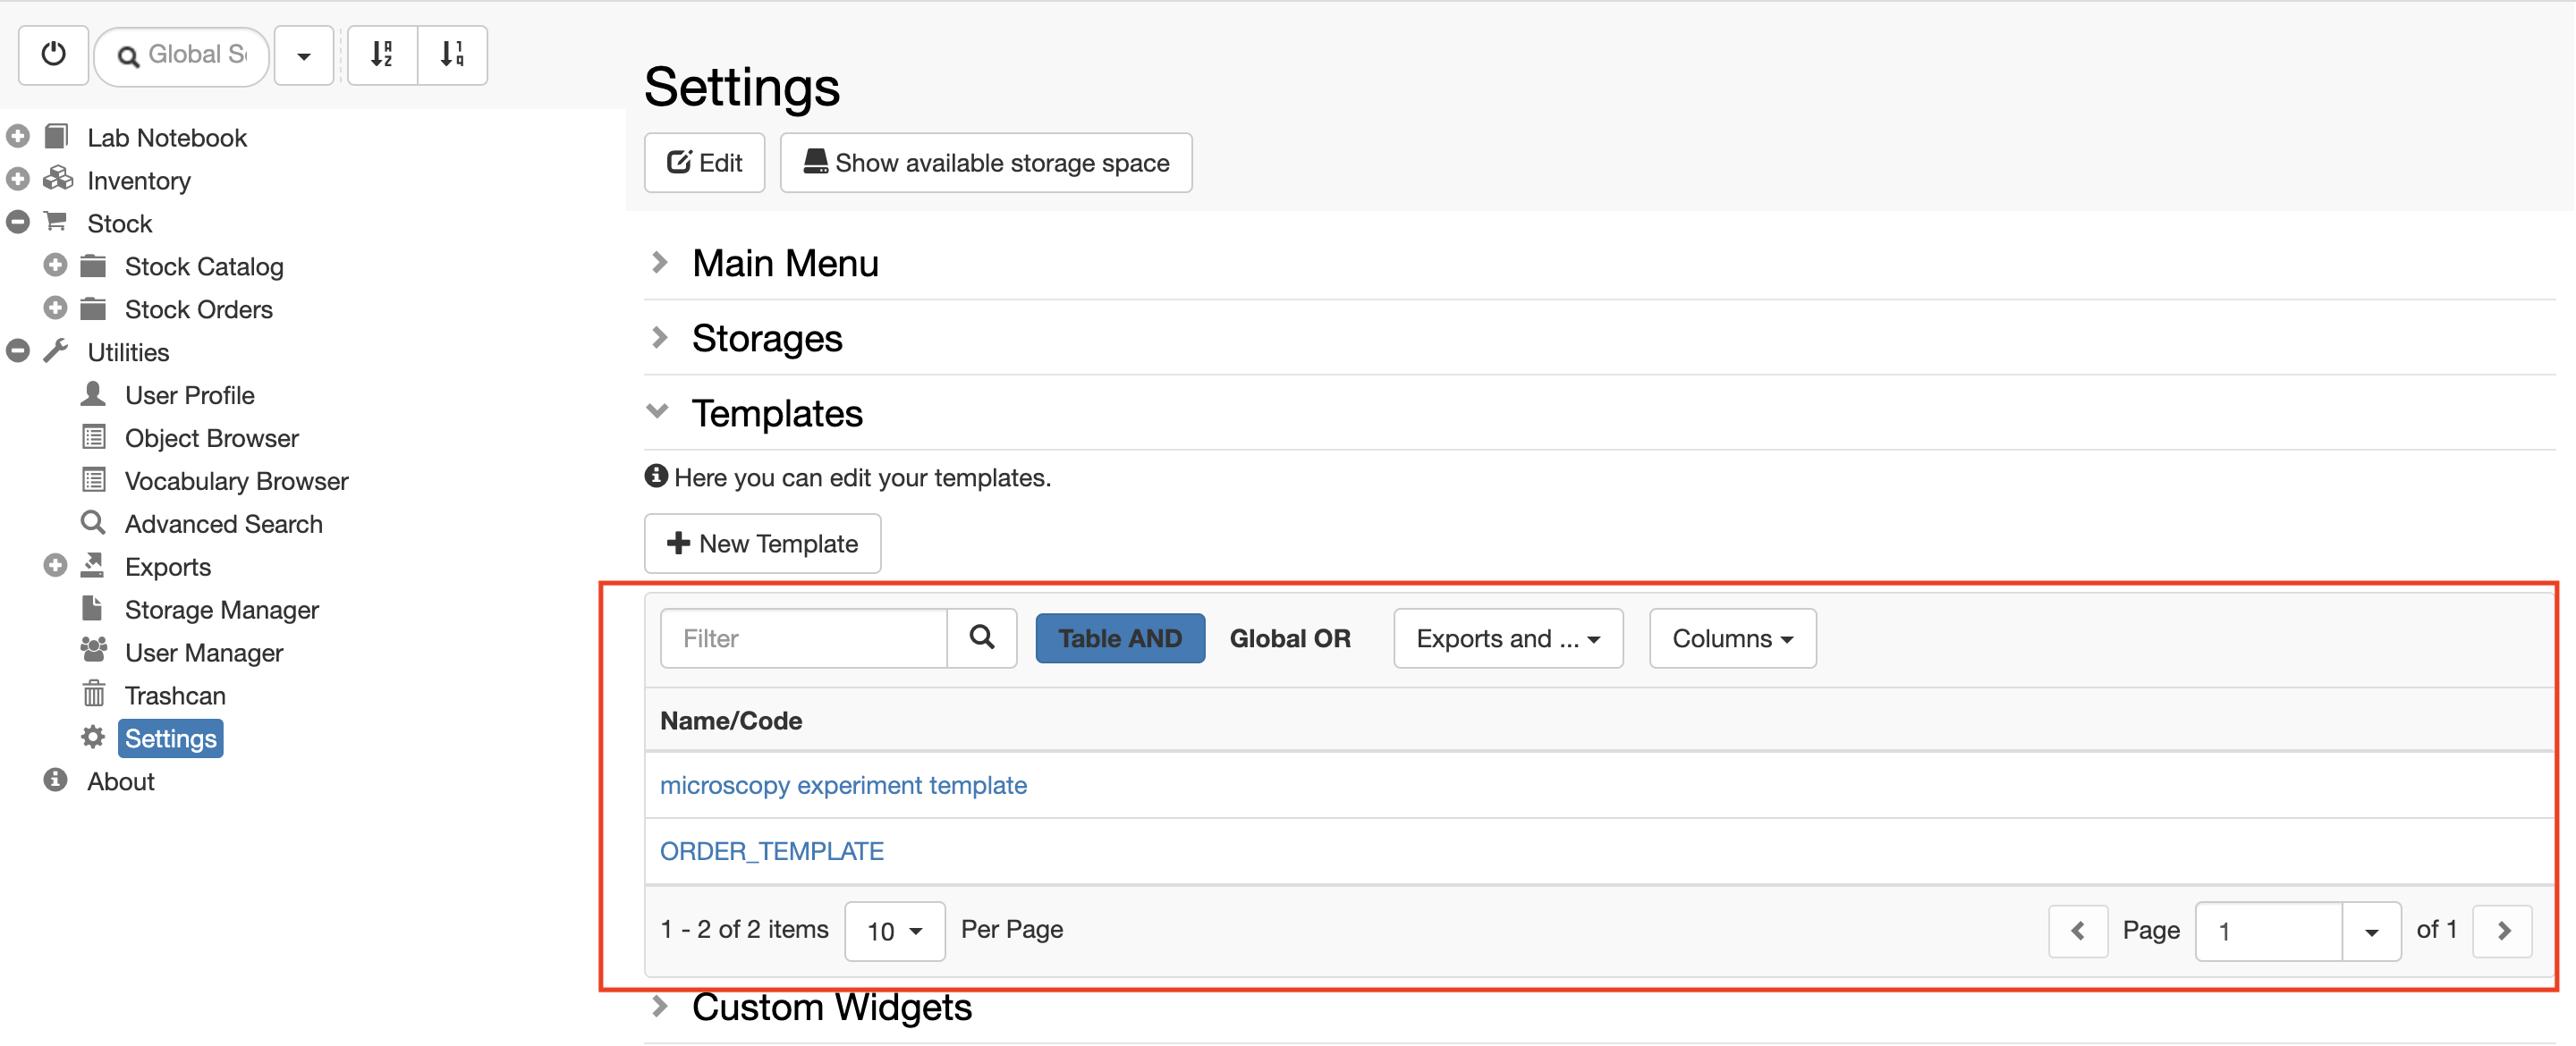 Global Se
Lab Notebook
Inventory
Stock
Stock Catalog
Stock Orders
Utilities
User Profile
Object Browser
Vocabulary Browser
Advanced Search
Exports
Storage Manager
User Manager
Trashcan
Settings
About
Settings
Edit
Show available storage space
Main Menu
Storages
Templates
Here you can edit your templates.
New Template
Filter
Table AND
Global OR
Exports and ...
Columns
Name/Code
microscopy experiment template
ORDER_TEMPLATE
1 - 2 of 2 items 10 Per Page
Page 1 of 1
Custom Widgets